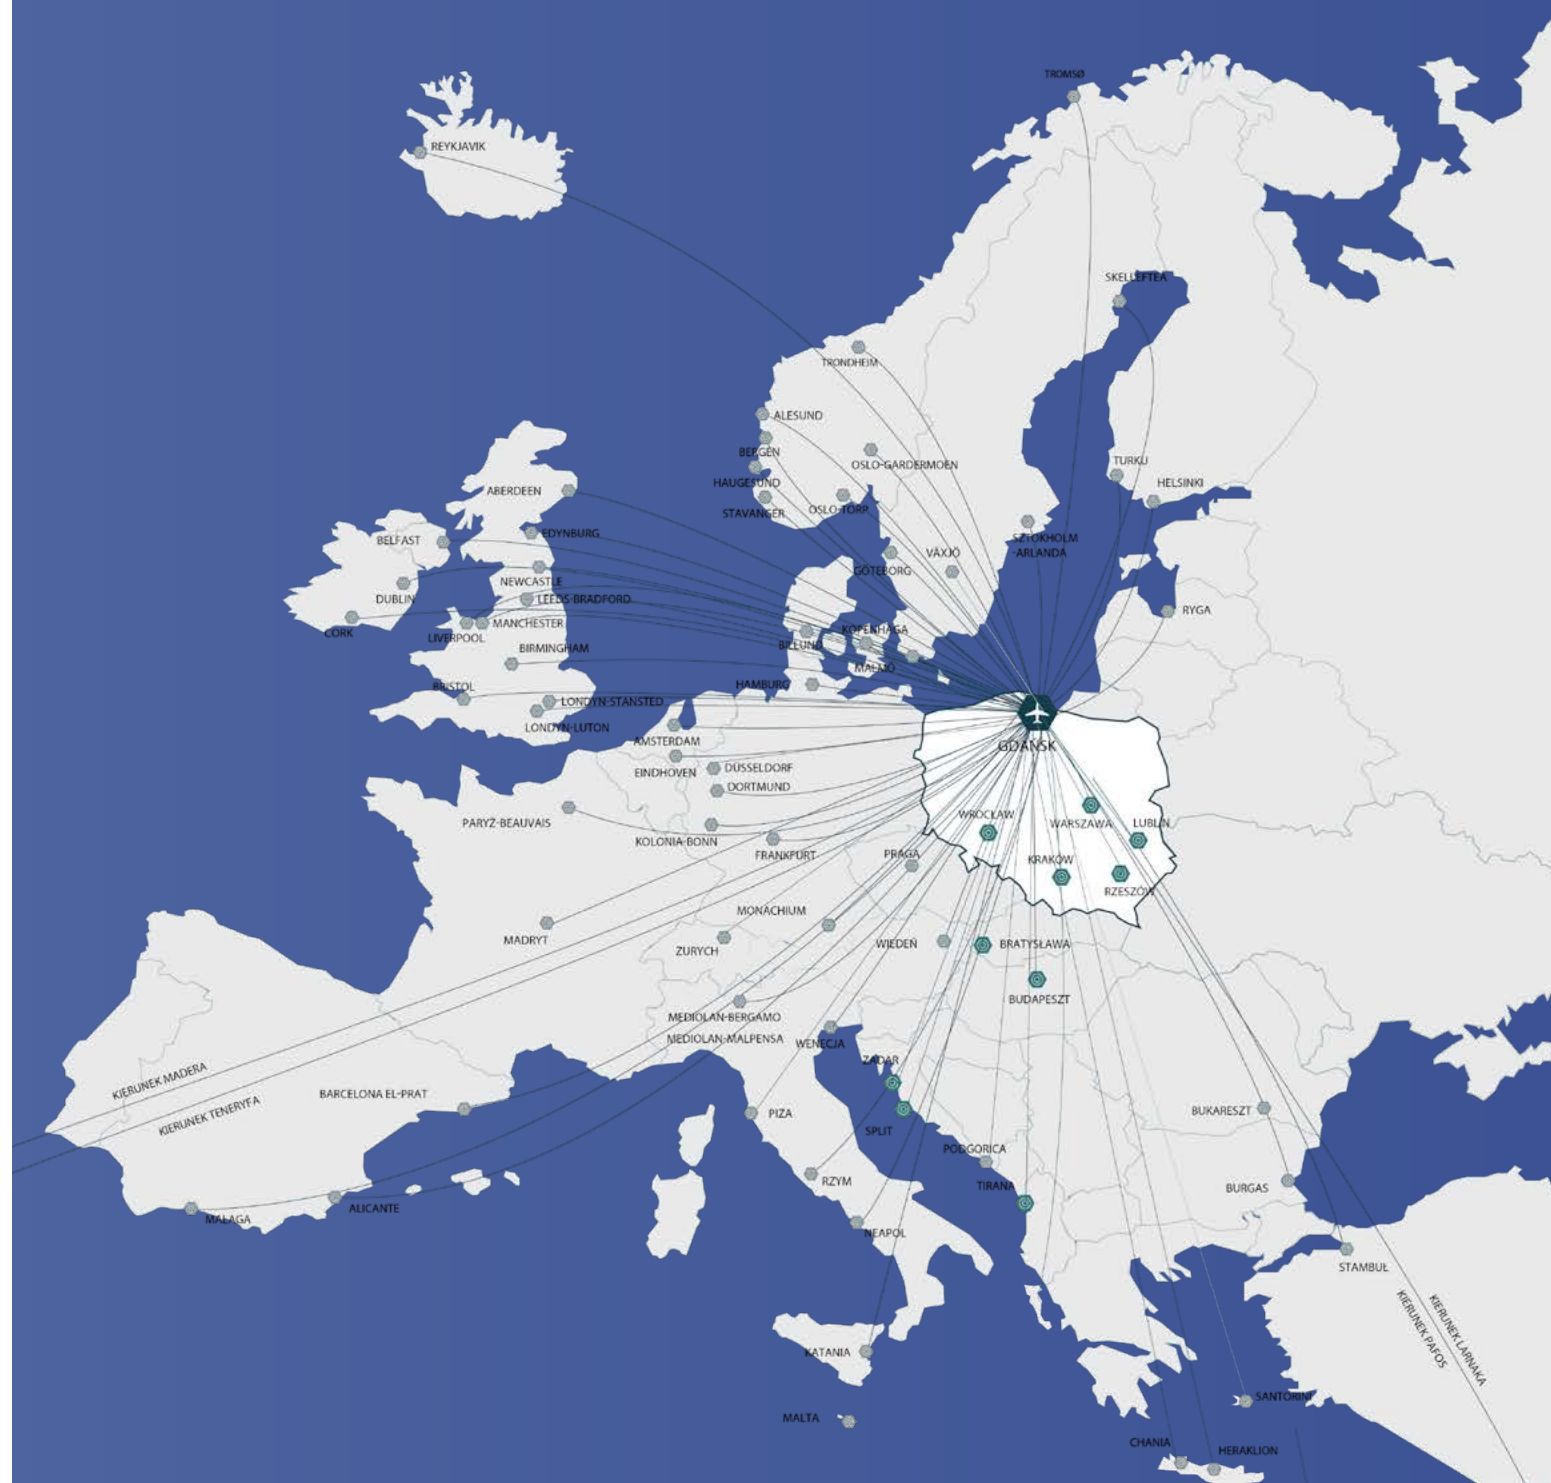 TROMSØ
REYKJAVIK
SKELLEFTEA
TRONDHEIM
ALESUND
BERGEN
OSLO-GARDERMOEN
HAUGESUND
TURKU
HELSINKI
ABERDEEN
STAVANGER
OSLO-TORP
EDYNBURG
BELFAST
SZTOKHOLM
-ARLANDA
VÄXJÖ
GÖTEBORG
NEWCASTLE
DUBLIN
LEEDS-BRADFORD
RYGA
CORK
LIVERPOOL
MANCHESTER
KOPENHAGA
BILLUND
BIRMINGHAM
MALMÖ
BRISTOL
HAMBURG
LONDYN-STANSTED
LONDYN-LUTON
AMSTERDAM
GDAŃSK
EINDHOVEN
DÜSSELDORF
DORTMUND
PARYŻ-BEAUVAIS
WROCŁAW
WARSZAWA
LUBLIN
KOLONIA-BONN
FRANKFURT
PRAGA
KRAKÓW
RZESZÓW
MONACHIUM
MADRYT
ZURYCH
WIEDEŃ
BRATYSŁAWA
BUDAPESZT
MEDIOLAN-BERGAMO
MEDIOLAN-MALPENSA
WENECJA
ZADAR
KIERUNEK MADERA
KIERUNEK TENERYFA
BARCELONA EL-PRAT
PIZA
BUKARESZT
SPLIT
PODGORICA
RZYM
TIRANA
BURGAS
MALAGA
ALICANTE
NEAPOL
STAMBUŁ
KIERUNEK LARNAKA
KIERUNEK PAFOS
KATANIA
SANTORINI
MALTA
CHANIA
HERAKLION